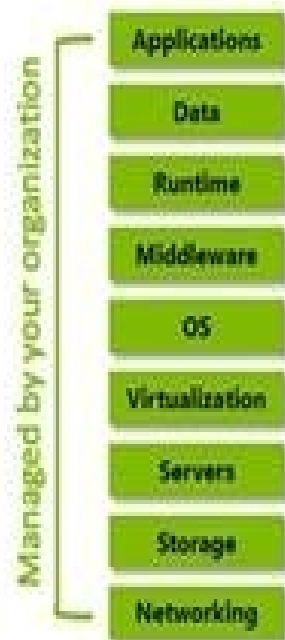 Managed by your organization
Applications
Data
Runtime
Middleware
OS
Virtualization
Servers
Storage
Networking